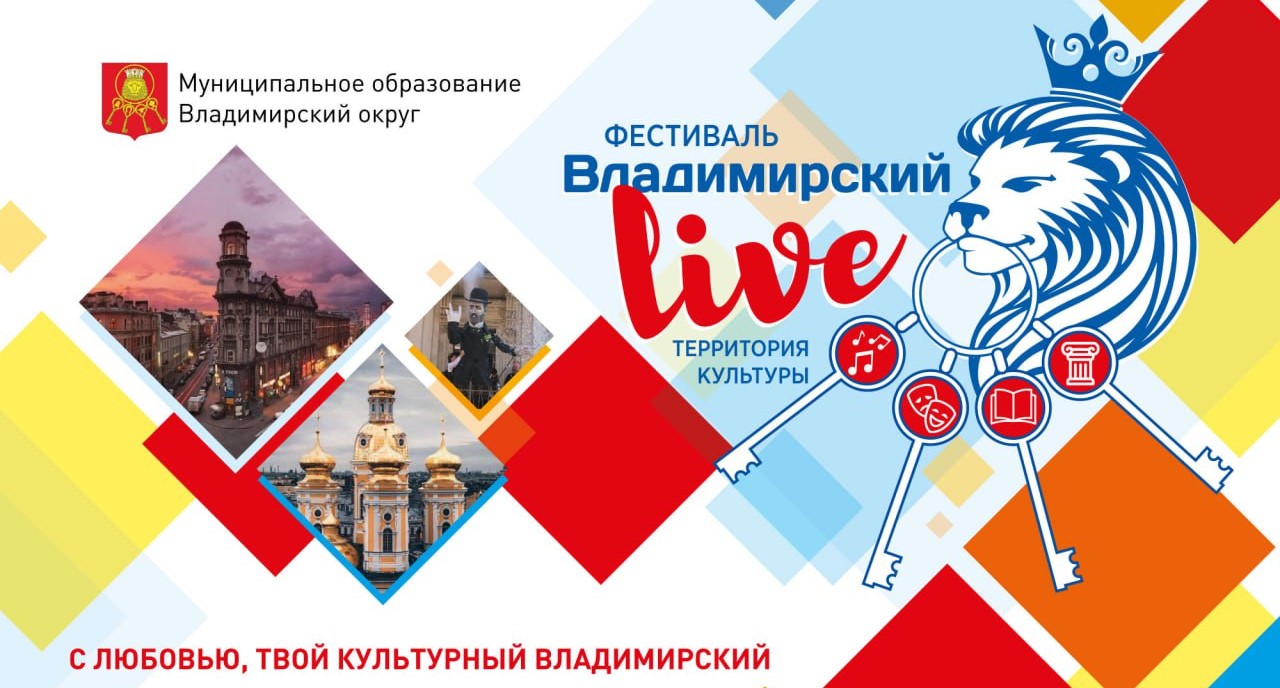 Муниципальное образование
Владимирский округ
ФЕСТИВАЛЬ
Владимирский
live
ТЕРРИТОРИЯ
КУЛЬТУРЫ
С ЛЮБОВЬЮ, ТВОЙ КУЛЬТУРНЫЙ ВЛАДИМИРСКИЙ